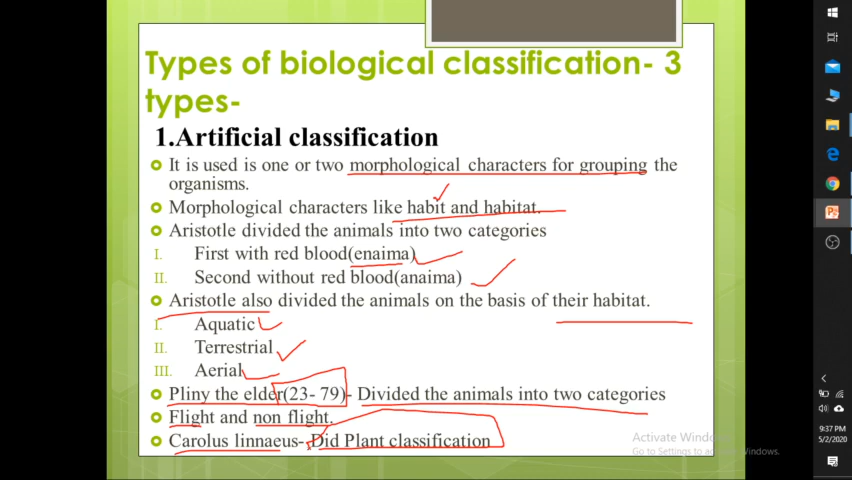 Types of biological classification- 3
types-
1.Artificial classification
It is used is one or two morphological characters for grouping the
organisms.
Morphological characters like habit and habitat.
Aristotle divided the animals into two categories
I. First with red blood(enaima)
II. Second without red blood(anaima)
Aristotle also divided the animals on the basis of their habitat.
I. Aquatic
II. Terrestrial
III. Aerial
Pliny the elder(23- 79)- Divided the animals into two categories
Flight and non flight.
Carolus linnaeus- Did Plant classification
Activate Windows
Go to Settings to activate Windows.
9:37 PM
5/2/2020